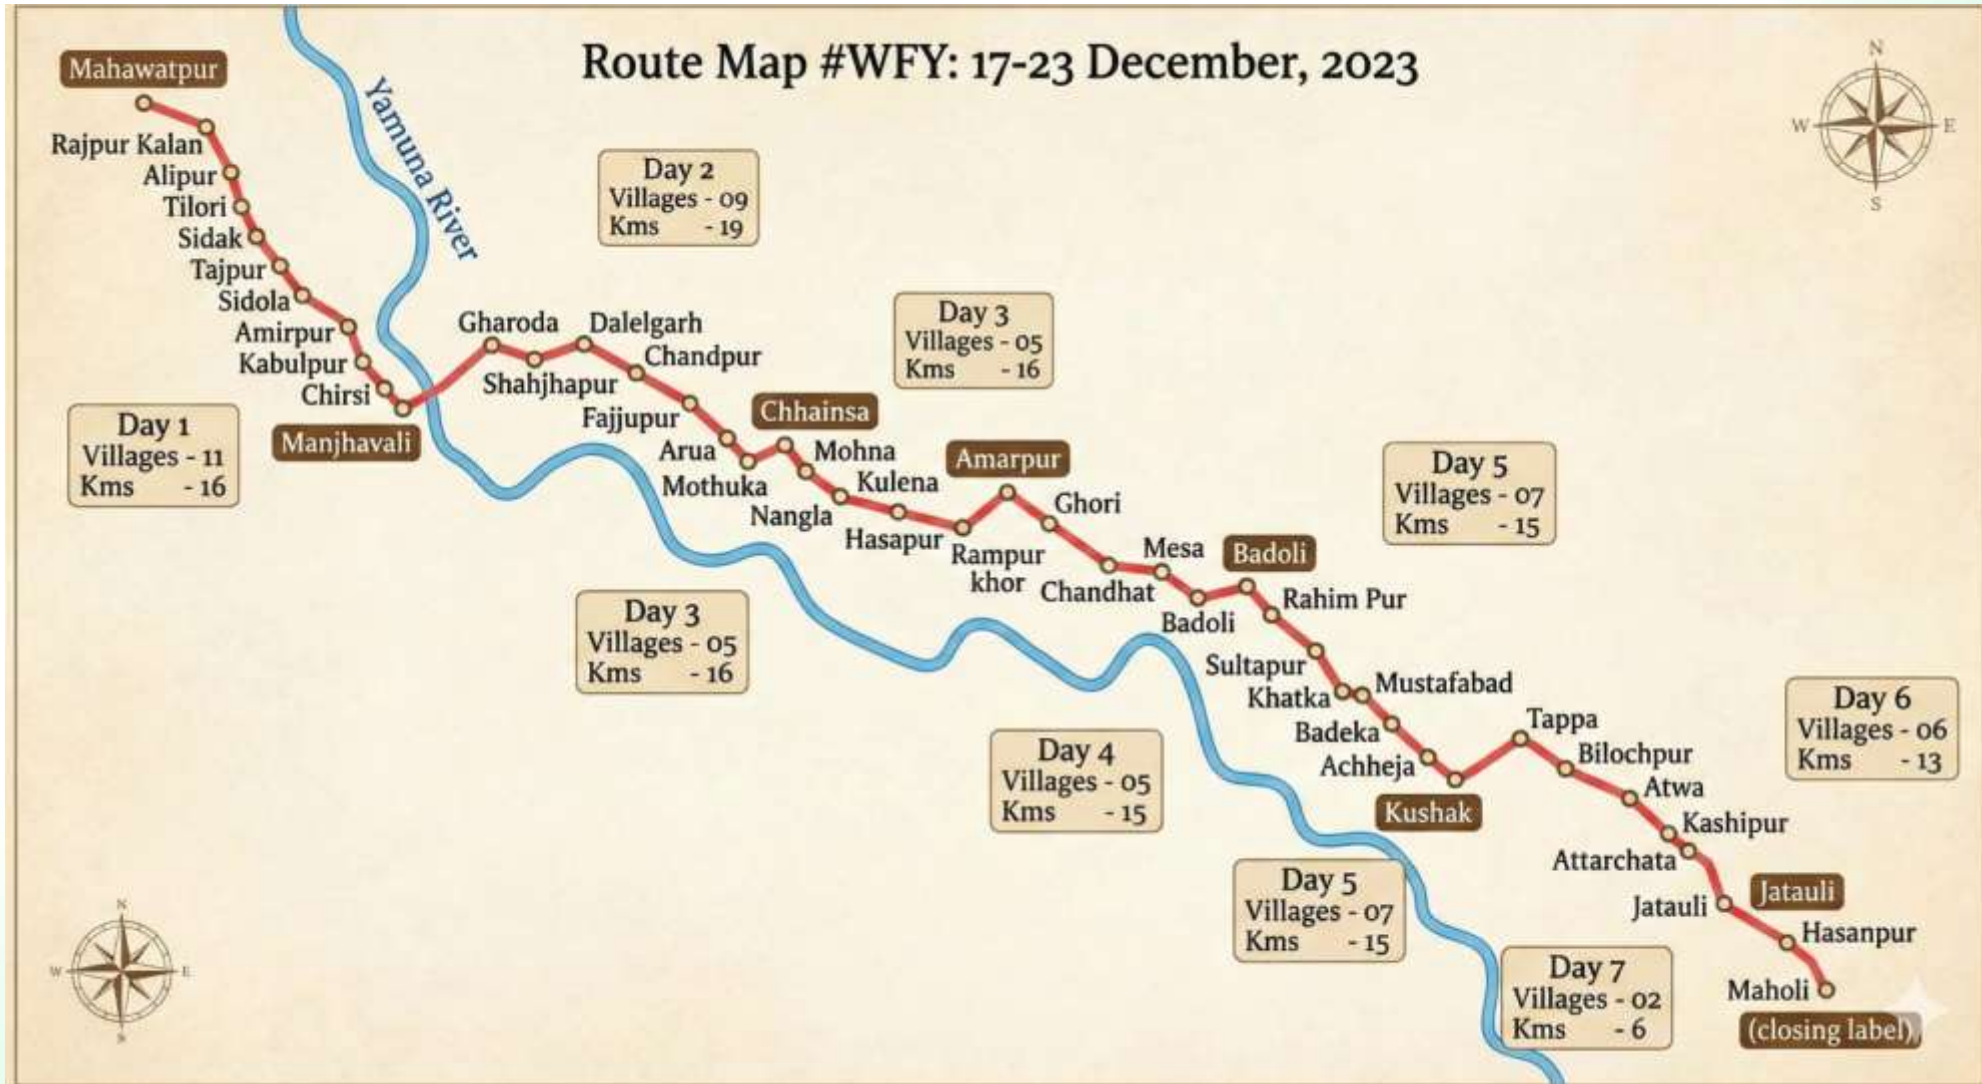 Route Map #WFY: 17-23 December, 2023
N
W
E
S
Mahawatpur
Yamuna River
Rajpur Kalan
Alipur
Tilori
Sidak
Tajpur
Sidola
Amirpur
Kabulpur
Chirsi
Manjhavali
Day 1
Villages - 11
Kms - 16
Day 2
Villages - 09
Kms - 19
Gharoda
Shahjhapur
Dalelgarh
Chandpur
Fajjupur
Arua
Mothuka
Chhainsa
Day 3
Villages - 05
Kms - 16
Mohna
Nangla
Kulena
Hasapur
Rampur
khor
Amarpur
Day 3
Villages - 05
Kms - 16
Ghori
Chandhat
Mesa
Badoli
Badoli
Day 4
Villages - 05
Kms - 15
Day 5
Villages - 07
Kms - 15
Rahim Pur
Sultapur
Khatka
Mustafabad
Badeka
Achheja
Kushak
Day 5
Villages - 07
Kms - 15
Tappa
Bilochpur
Atwa
Kashipur
Attarchata
Jatauli
Jatauli
Day 6
Villages - 06
Kms - 13
Hasanpur
Maholi
(closing label)
Day 7
Villages - 02
Kms - 6
N
W
E
S